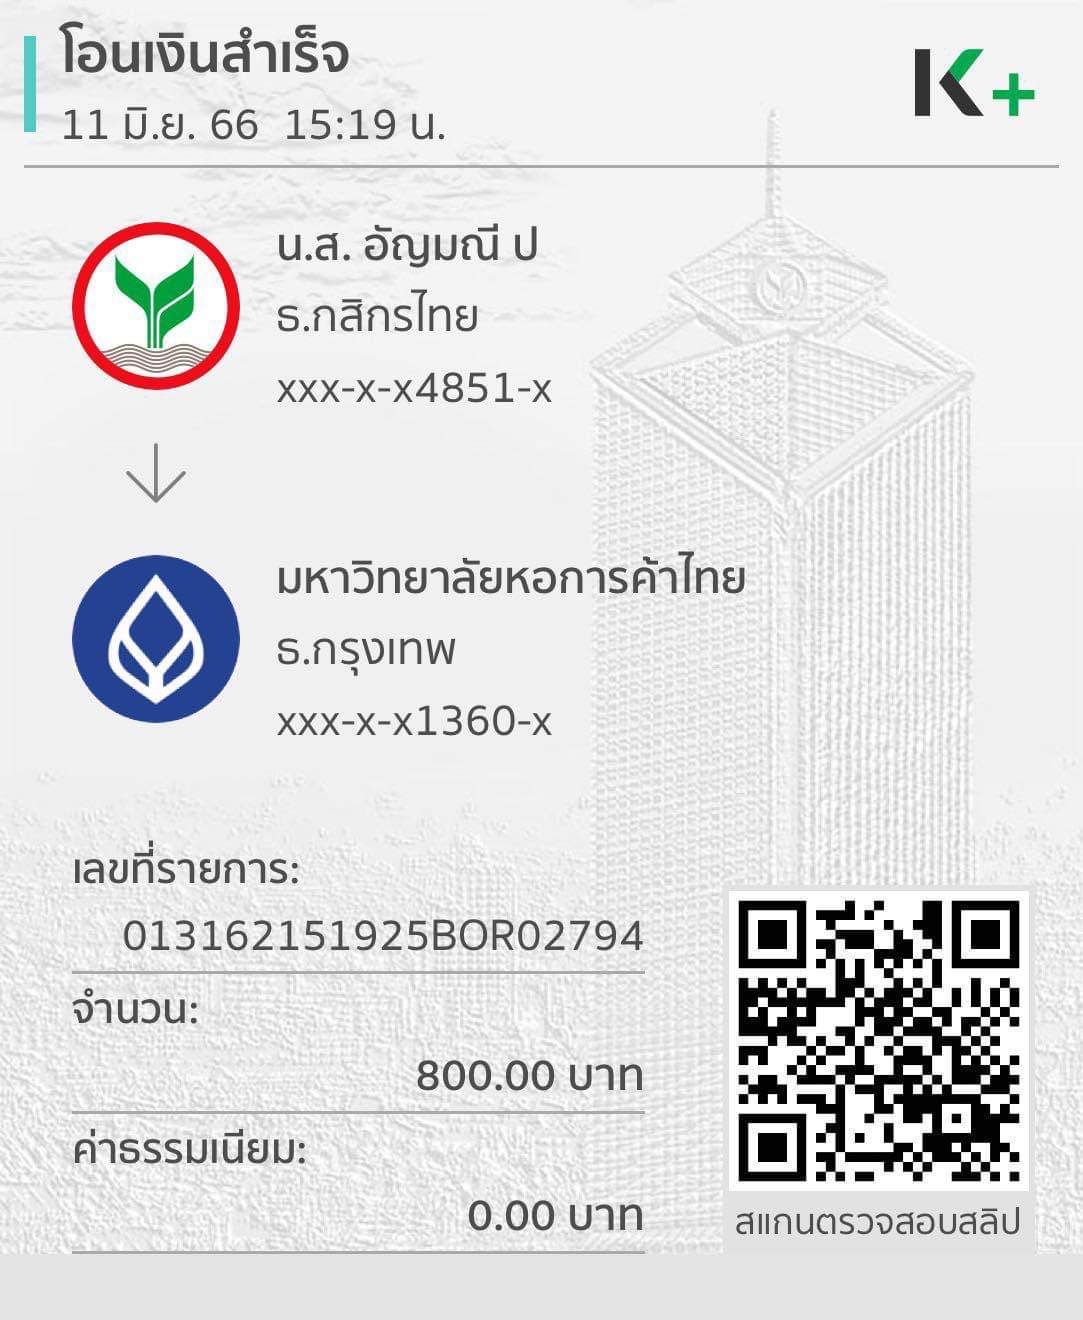 โอนเงินสำเร็จ
11 มิ.ย. 66  15:19 น.
K+
น.ส. อัญมณี ป
ธ.กสิกรไทย
xxx-x-x4851-x
มหาวิทยาลัยหอการค้าไทย
ธ.กรุงเทพ
xxx-x-x1360-x
เลขที่รายการ:
013162151925BOR02794
จำนวน:
800.00 บาท
ค่าธรรมเนียม:
0.00 บาท
สแกนตรวจสอบสลิป